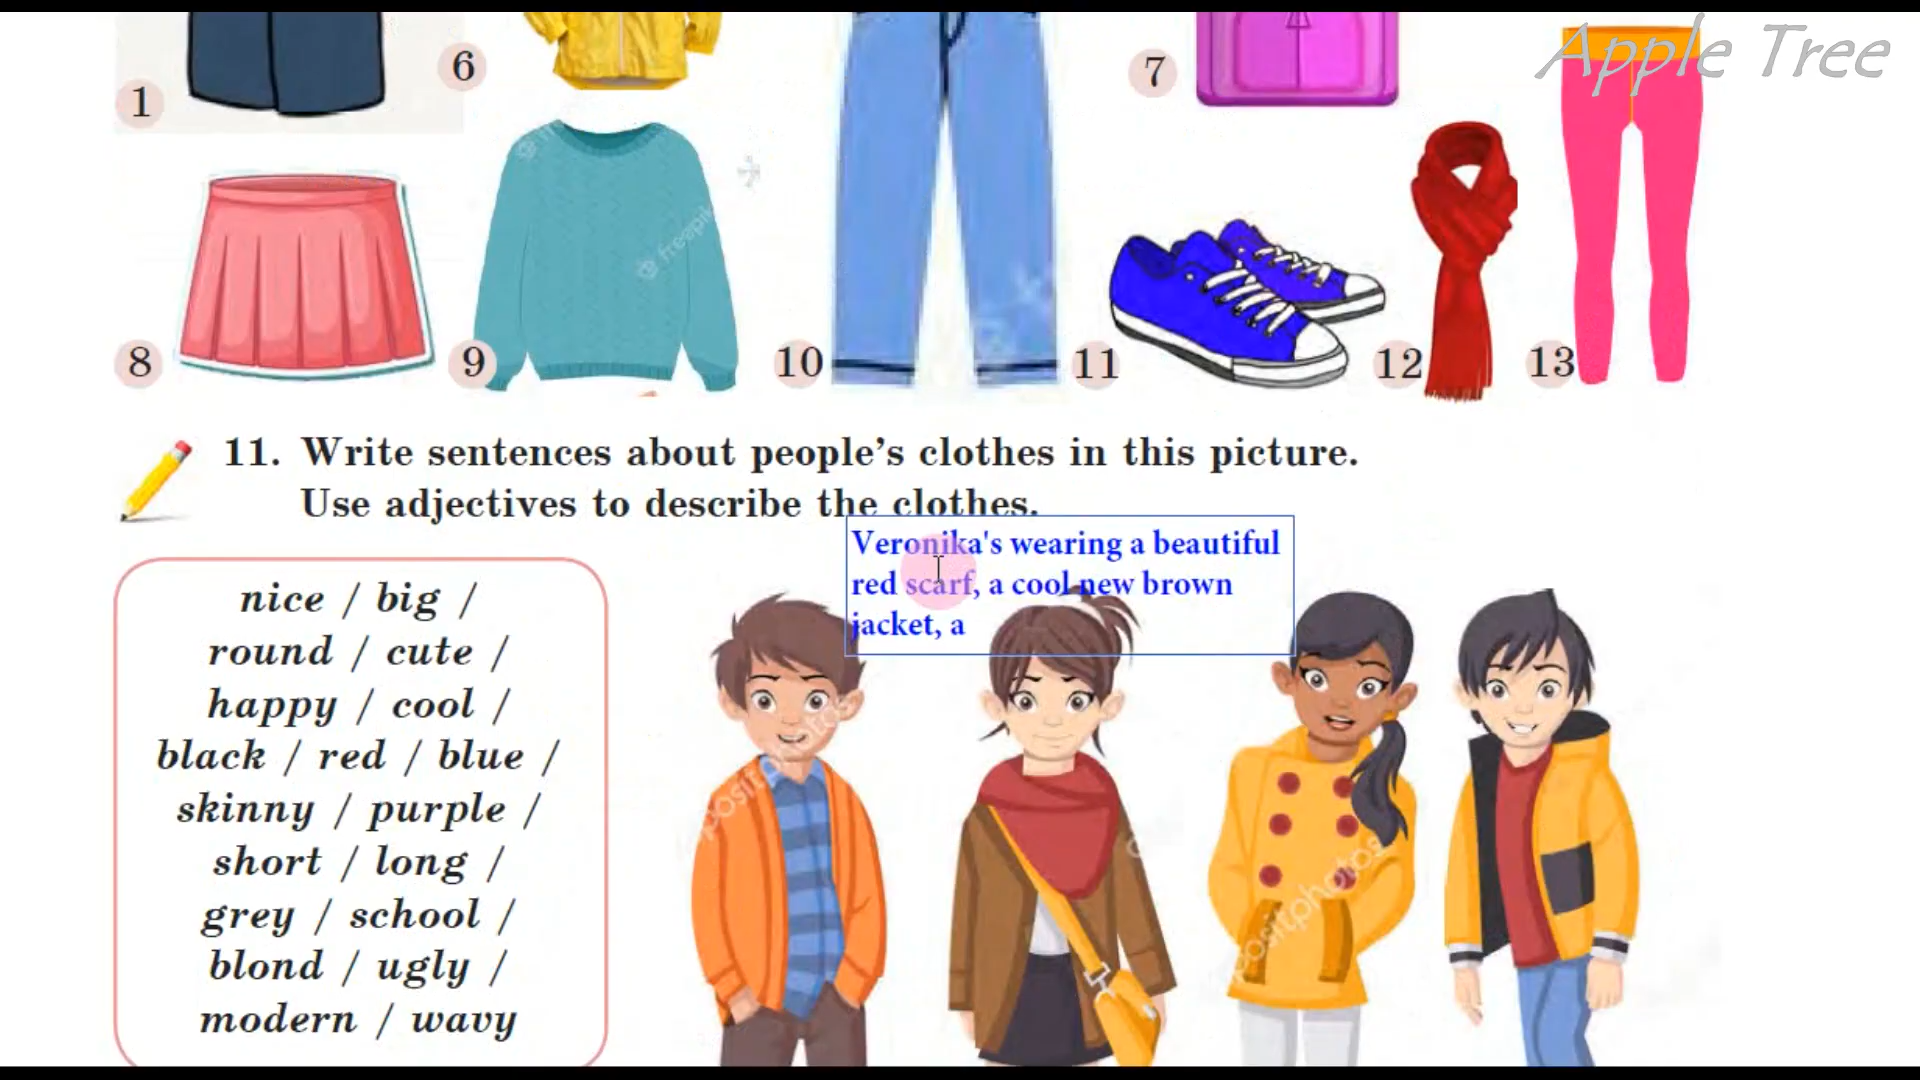 Apple Tree
1
6
7
8
9
10
11
12
13
11. Write sentences about people's clothes in this picture.
Use adjectives to describe the clothes.
Veronika's wearing a beautiful
red scarf, a cool new brown
jacket, a
nice / big /
round / cute /
happy / cool /
black / red / blue /
skinny / purple /
short / long /
grey / school /
blond / ugly /
modern / wavy